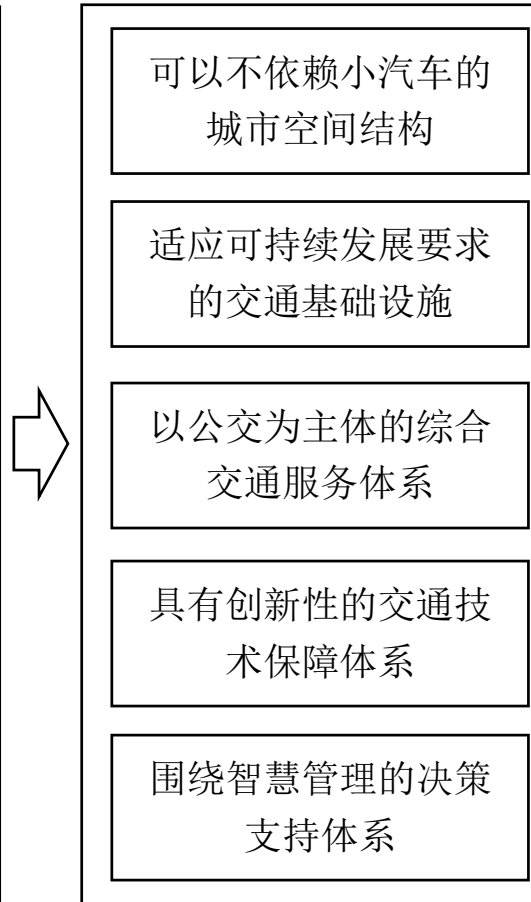 可以不依赖小汽车的
城市空间结构
适应可持续发展要求
的交通基础设施
以公交为主体的综合
交通服务体系
具有创新性的交通技
术保障体系
围绕智慧管理的决策
支持体系